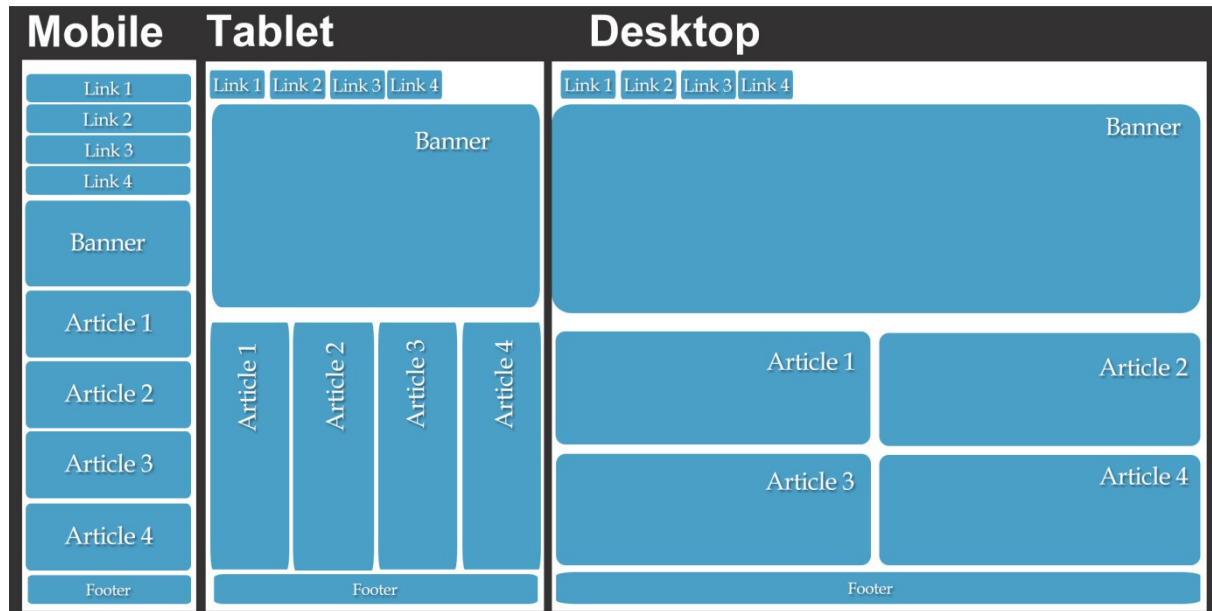 Mobile
Link 1
Link 2
Link 3
Link 4
Banner
Article 1
Article 2
Article 3
Article 4
Footer
Tablet
Link 1 Link 2 Link 3 Link 4
Banner
Article 1
Article 2
Article 3
Article 4
Footer
Desktop
Link 1 Link 2 Link 3 Link 4
Banner
Article 1
Article 2
Article 3
Article 4
Footer